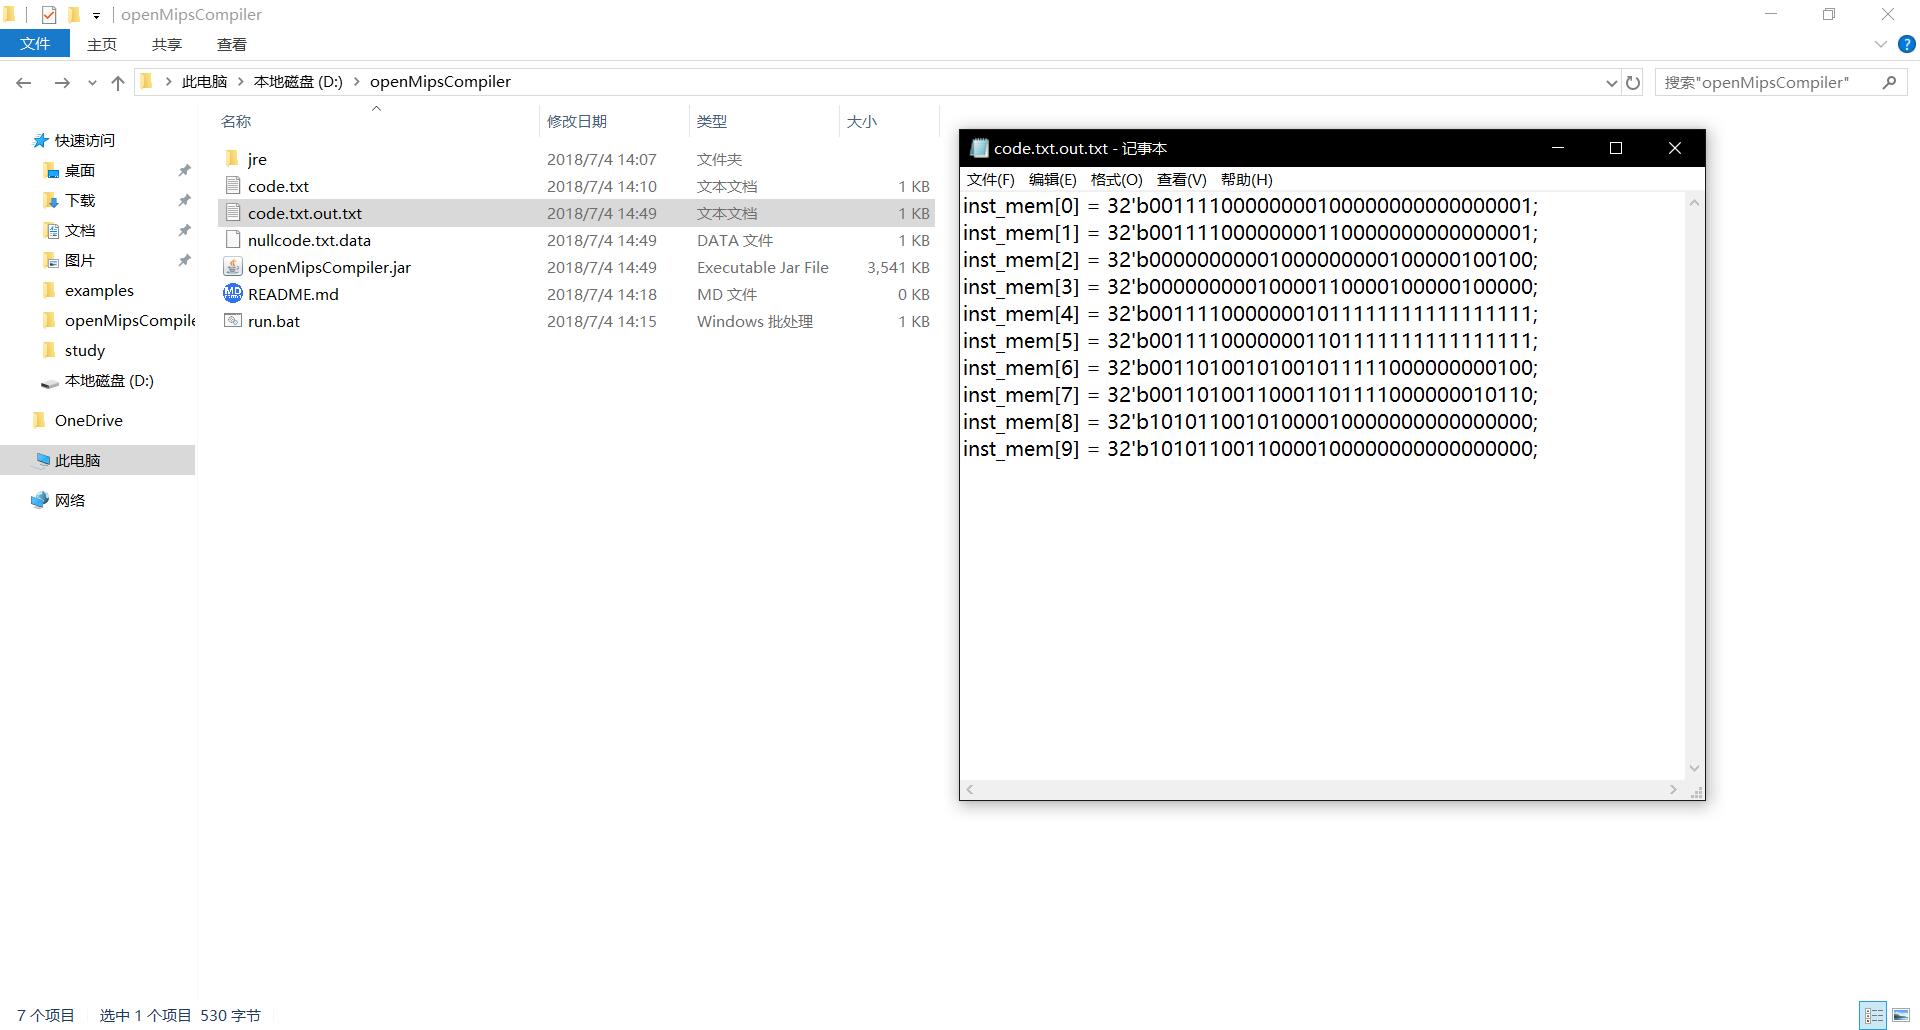 openMipsCompiler
文件 主页 共享 查看
此电脑 本地磁盘 (D:) openMipsCompiler
搜索"openMipsCompiler"
快速访问
桌面
下载
文档
图片
examples
openMipsCompile
study
本地磁盘 (D:)
OneDrive
此电脑
网络
名称 修改日期 类型 大小
jre 2018/7/4 14:07 文件夹
code.txt 2018/7/4 14:10 文本文档 1 KB
code.txt.out.txt 2018/7/4 14:49 文本文档 1 KB
nullcode.txt.data 2018/7/4 14:49 DATA 文件 1 KB
openMipsCompiler.jar 2018/7/4 14:49 Executable Jar File 3,541 KB
README.md 2018/7/4 14:18 MD 文件 0 KB
run.bat 2018/7/4 14:15 Windows 批处理 1 KB
code.txt.out.txt - 记事本
文件(F) 编辑(E) 格式(O) 查看(V) 帮助(H)
inst_mem[0] = 32'b00111100000000100000000000000001;
inst_mem[1] = 32'b00111100000000110000000000000001;
inst_mem[2] = 32'b00000000001000000000100000100100;
inst_mem[3] = 32'b00000000010000110000100000100000;
inst_mem[4] = 32'b00111100000001011111111111111111;
inst_mem[5] = 32'b00111100000001101111111111111111;
inst_mem[6] = 32'b00110100101001011111000000000100;
inst_mem[7] = 32'b00110100110001101111000000010110;
inst_mem[8] = 32'b10101100101000010000000000000000;
inst_mem[9] = 32'b10101100110000100000000000000000;
7 个项目 选中 1 个项目 530 字节